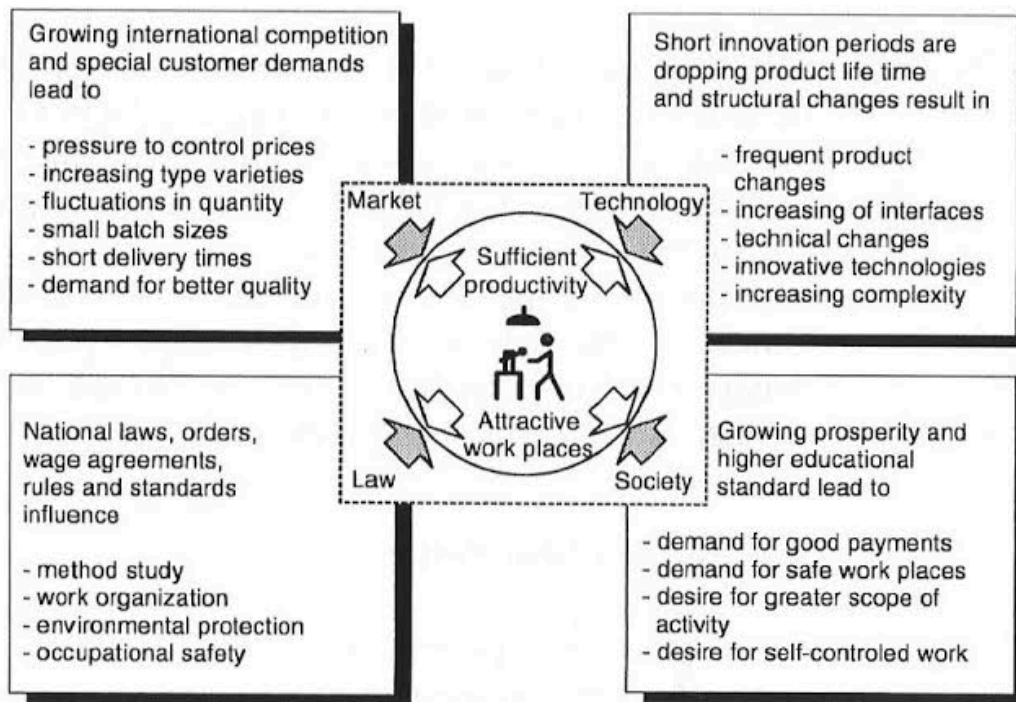 Growing international competition
and special customer demands
lead to
- pressure to control prices
- increasing type varieties
- fluctuations in quantity
- small batch sizes
- short delivery times
- demand for better quality
Short innovation periods are
dropping product life time
and structural changes result in
- frequent product
changes
- increasing of interfaces
- technical changes
- innovative technologies
- increasing complexity
Market
Technology
Sufficient
productivity
Attractive
work places
Law
Society
National laws, orders,
wage agreements,
rules and standards
influence
- method study
- work organization
- environmental protection
- occupational safety
Growing prosperity and
higher educational
standard lead to
- demand for good payments
- demand for safe work places
- desire for greater scope of
activity
- desire for self-controled work